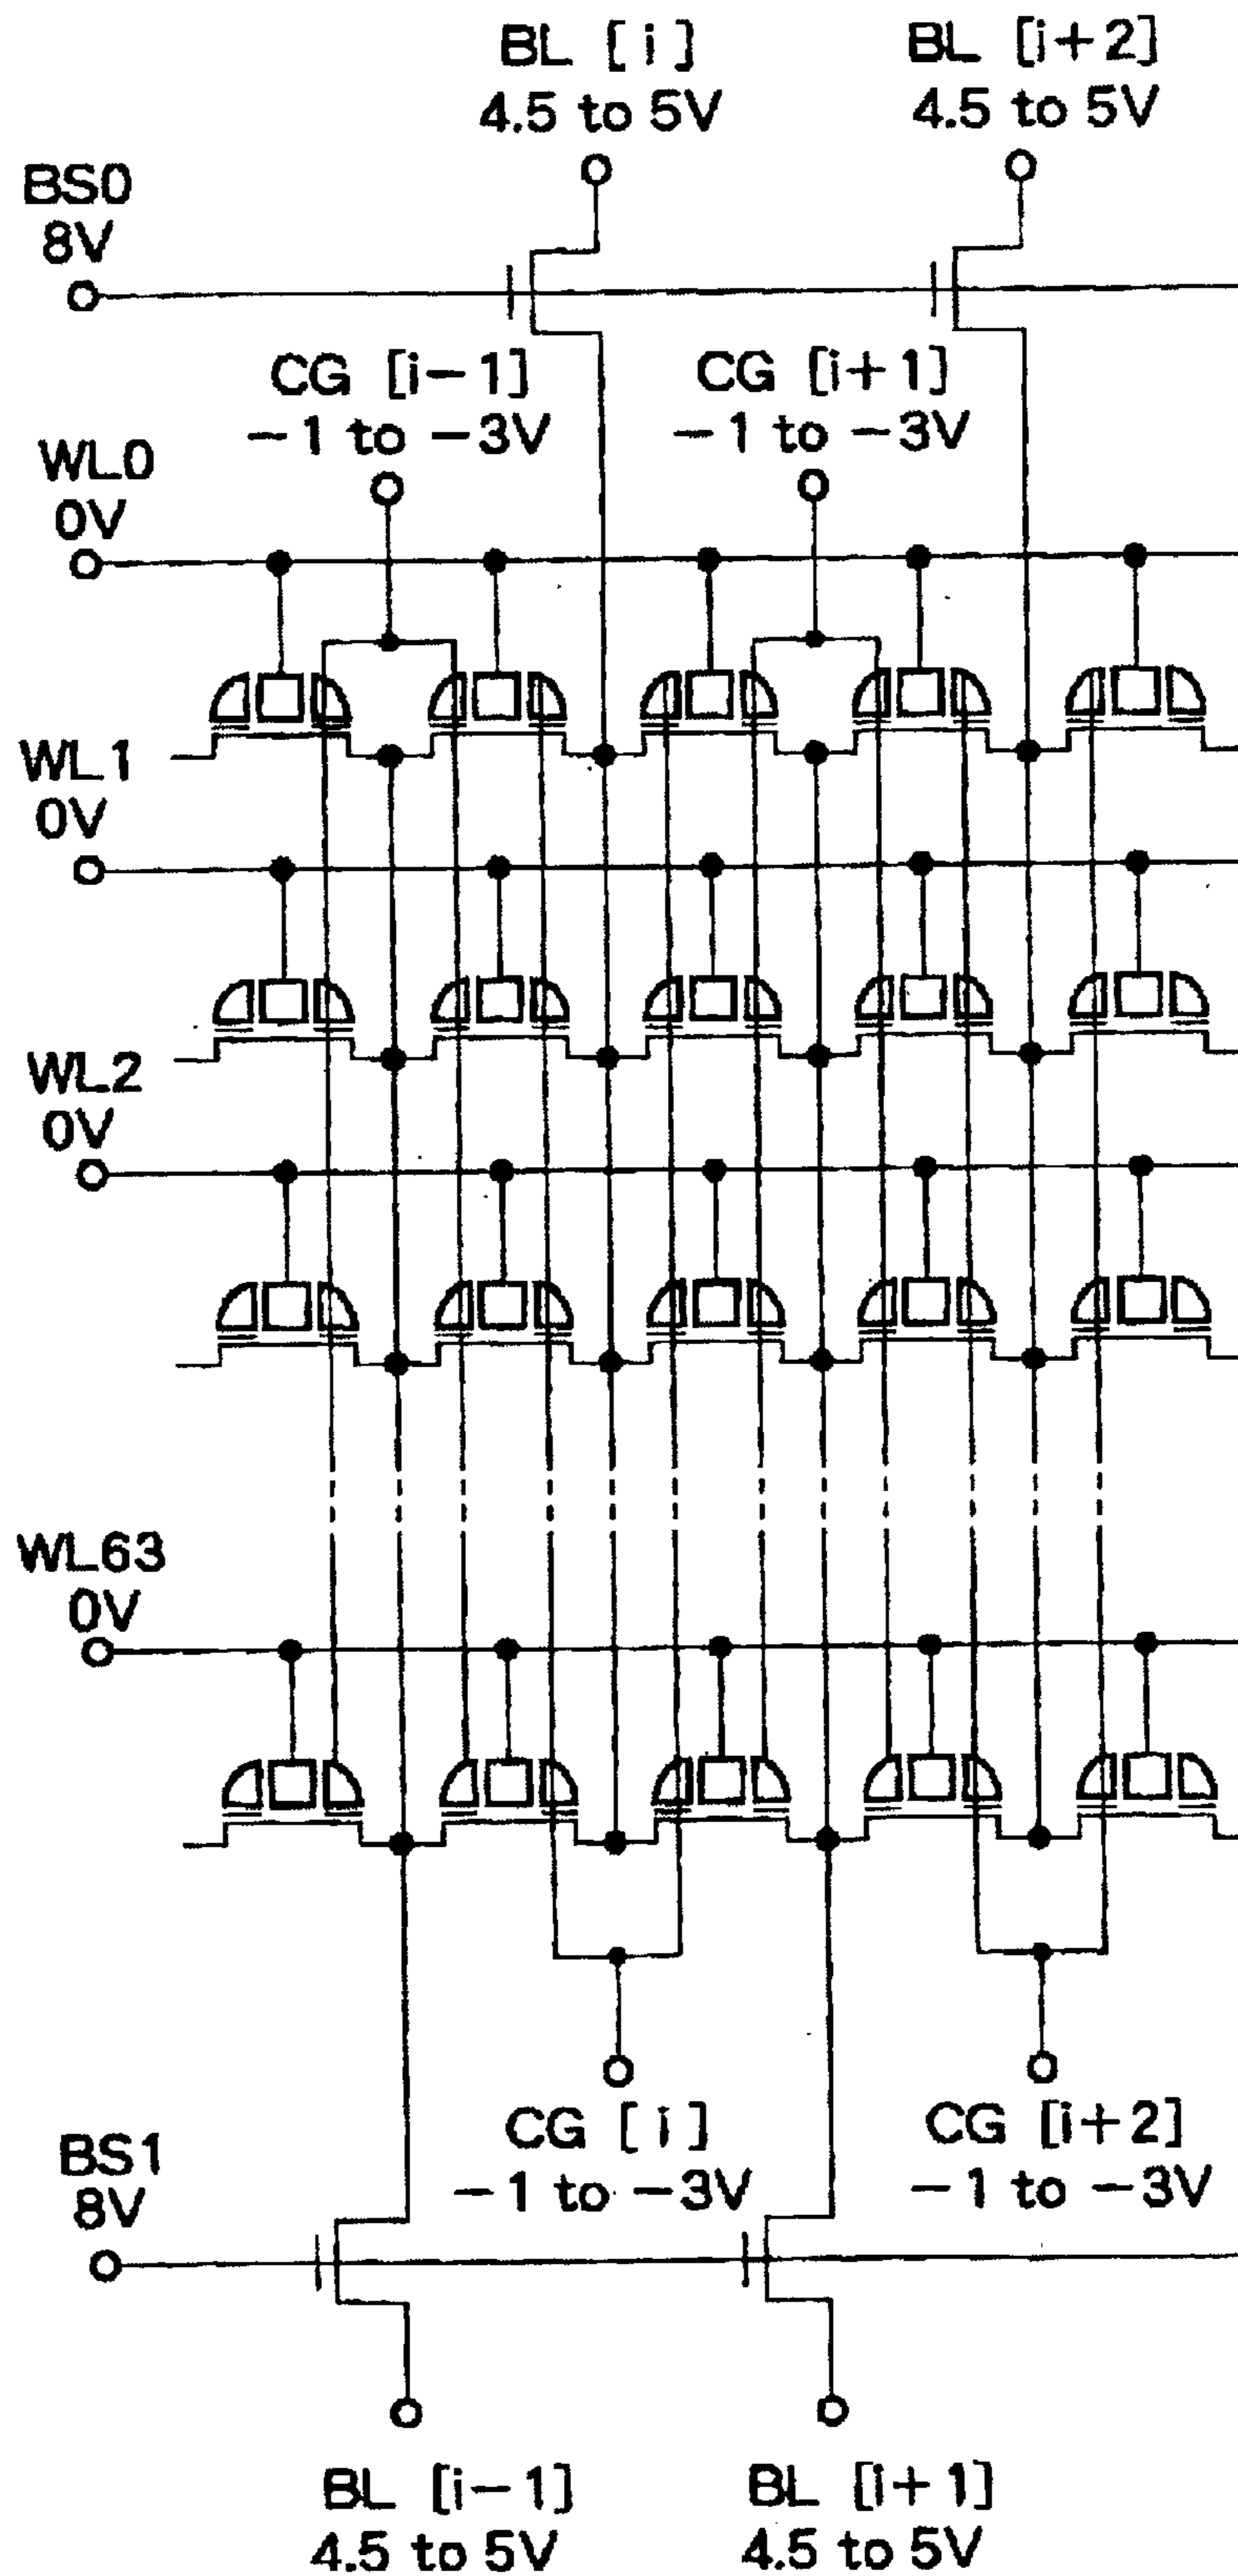 BL [i]
4.5 to 5V
BL [i+2]
4.5 to 5V
BS0
8V
CG [i−1]
−1 to −3V
CG [i+1]
−1 to −3V
WL0
0V
WL1
0V
WL2
0V
WL63
0V
CG [i]
−1 to −3V
CG [i+2]
−1 to −3V
BS1
8V
BL [i−1]
4.5 to 5V
BL [i+1]
4.5 to 5V